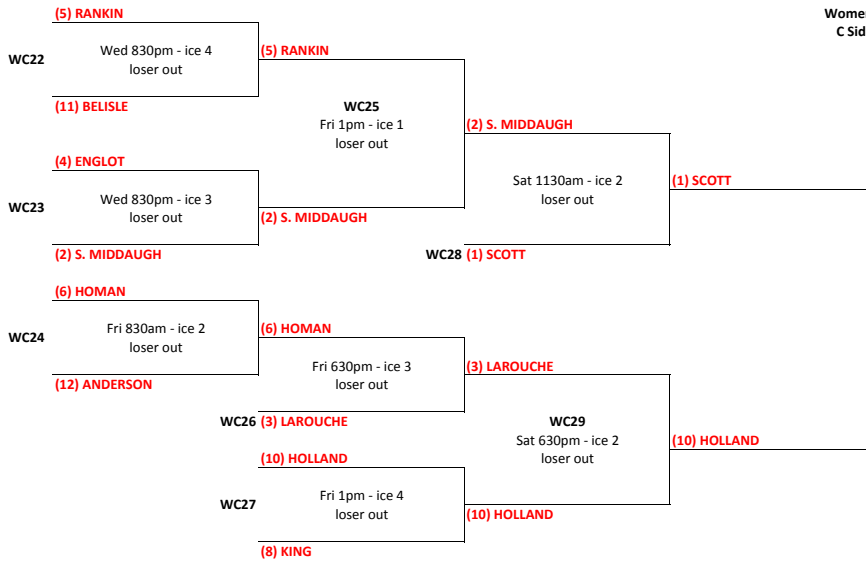 (5) RANKIN
Women
C Sid
WC22
Wed 830pm - ice 4
loser out
(5) RANKIN
(11) BELISLE
WC25
Fri 1pm - ice 1
loser out
(2) S. MIDDAUGH
(4) ENGLOT
WC23
Wed 830pm - ice 3
loser out
Sat 1130am - ice 2
loser out
(1) SCOTT
(2) S. MIDDAUGH
(2) S. MIDDAUGH
WC28 (1) SCOTT
(6) HOMAN
WC24
Fri 830am - ice 2
loser out
(6) HOMAN
(12) ANDERSON
Fri 630pm - ice 3
loser out
(3) LAROUCHE
WC26 (3) LAROUCHE
WC29
Sat 630pm - ice 2
loser out
(10) HOLLAND
(10) HOLLAND
WC27
Fri 1pm - ice 4
loser out
(10) HOLLAND
(8) KING